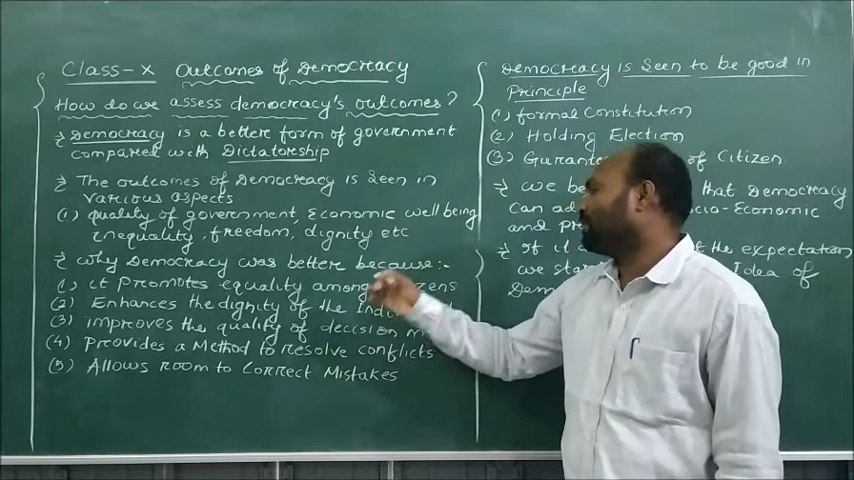 Class-X Outcomes of Democracy
How do we assess democracy's outcomes?
Democracy is a better form of government
compared with Dictatorship
The outcomes of Democracy is Seen in
various aspects
(1) quality of government, Economic well being
inequality, freedom, dignity etc
why Democracy was better because:-
(1) it promotes equality among citizens
(2) Enhances the dignity of the
(3) improves the quality of decision
(4) Provides a Method to resolve conflicts
(5) Allows room to correct Mistakes
Democracy is Seen to be good in
Principle
(1) formal Constitution
(2) Holding Election
(3) of Citizen
we that Democracy
can Socio-Economic
and
If it the expectation
we Idea of